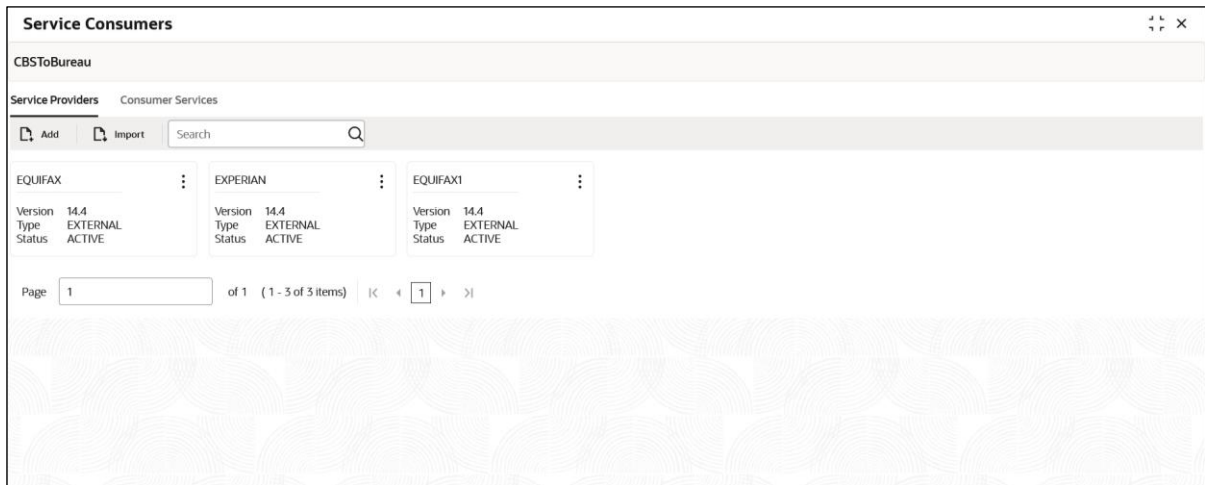 Service Consumers
CBSToBureau
Service Providers Consumer Services
Add Import Search
EQUIFAX EXPERIAN EQUIFAX1
Version 14.4 Version 14.4 Version 14.4
Type EXTERNAL Type EXTERNAL Type EXTERNAL
Status ACTIVE Status ACTIVE Status ACTIVE
Page 1 of 1 (1 - 3 of 3 items) 1